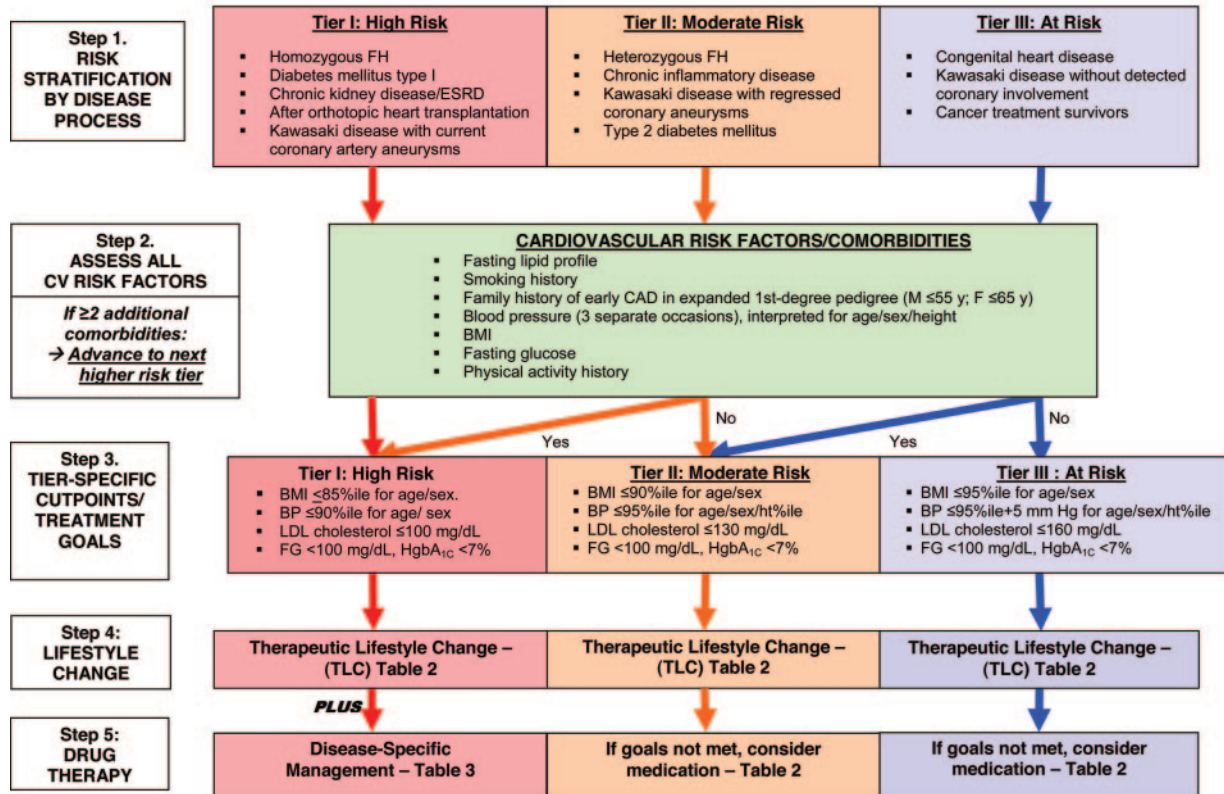 Step 1.
RISK
STRATIFICATION
BY DISEASE
PROCESS
Tier I: High Risk
▪ Homozygous FH
▪ Diabetes mellitus type I
▪ Chronic kidney disease/ESRD
▪ After orthotopic heart transplantation
▪ Kawasaki disease with current
coronary artery aneurysms
Tier II: Moderate Risk
▪ Heterozygous FH
▪ Chronic inflammatory disease
▪ Kawasaki disease with regressed
coronary aneurysms
▪ Type 2 diabetes mellitus
Tier III: At Risk
▪ Congenital heart disease
▪ Kawasaki disease without detected
coronary involvement
▪ Cancer treatment survivors
Step 2.
ASSESS ALL
CV RISK FACTORS
If ≥2 additional
comorbidities:
→ Advance to next
higher risk tier
CARDIOVASCULAR RISK FACTORS/COMORBIDITIES
▪ Fasting lipid profile
▪ Smoking history
▪ Family history of early CAD in expanded 1st-degree pedigree (M ≤55 y; F ≤65 y)
▪ Blood pressure (3 separate occasions), interpreted for age/sex/height
▪ BMI
▪ Fasting glucose
▪ Physical activity history
Yes
No
Yes
No
Step 3.
TIER-SPECIFIC
CUTPOINTS/
TREATMENT
GOALS
Tier I: High Risk
▪ BMI ≤85%ile for age/sex.
▪ BP ≤90%ile for age/ sex
▪ LDL cholesterol ≤100 mg/dL
▪ FG <100 mg/dL, HgbA1C <7%
Tier II: Moderate Risk
▪ BMI ≤90%ile for age/sex
▪ BP ≤95%ile for age/sex/ht%ile
▪ LDL cholesterol ≤130 mg/dL
▪ FG <100 mg/dL, HgbA1C <7%
Tier III : At Risk
▪ BMI ≤95%ile for age/sex
▪ BP ≤95%ile+5 mm Hg for age/sex/ht%ile
▪ LDL cholesterol ≤160 mg/dL
▪ FG <100 mg/dL, HgbA1C <7%
Step 4:
LIFESTYLE
CHANGE
Therapeutic Lifestyle Change –
(TLC) Table 2
Therapeutic Lifestyle Change –
(TLC) Table 2
Therapeutic Lifestyle Change –
(TLC) Table 2
PLUS
Step 5:
DRUG
THERAPY
Disease-Specific
Management – Table 3
If goals not met, consider
medication – Table 2
If goals not met, consider
medication – Table 2